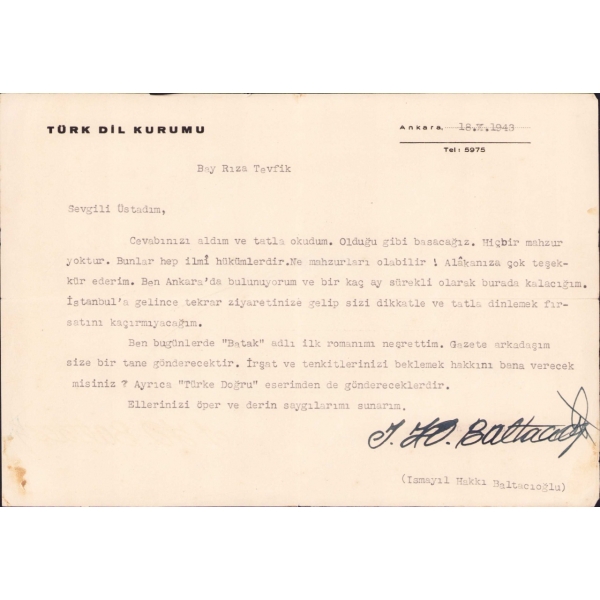 TÜRK DİL KURUMU
Ankara, 18.X.1943
Tel: 5975
Bay Rıza Tevfik
Sevgili Üstadım,
Cevabınızı aldım ve tatla okudum. Olduğu gibi basacağız. Hiçbir mahzur
yoktur. Bunlar hep ilmî hükümlerdir.Ne mahzurları olabilir ! Alâkanıza çok teşek-
kür ederim. Ben Ankara'da bulunuyorum ve bir kaç ay sürekli olarak burada kalacağım.
İstanbul'a gelince tekrar ziyaretinize gelip sizi dikkatle ve tatla dinlemek fır-
satını kaçırmıyacağım.
Ben bugünlerde "Batak" adlı ilk romanımı neşrettim. Gazete arkadaşım
size bir tane gönderecektir. İrşat ve tenkitlerinizi beklemek hakkını bana verecek
misiniz ? Ayrıca "Türke Doğru" eserimden de göndereceklerdir.
Ellerinizi öper ve derin saygılarımı sunarım.
İ. H. Baltacıoğlu
(Ismayıl Hakkı Baltacıoğlu)